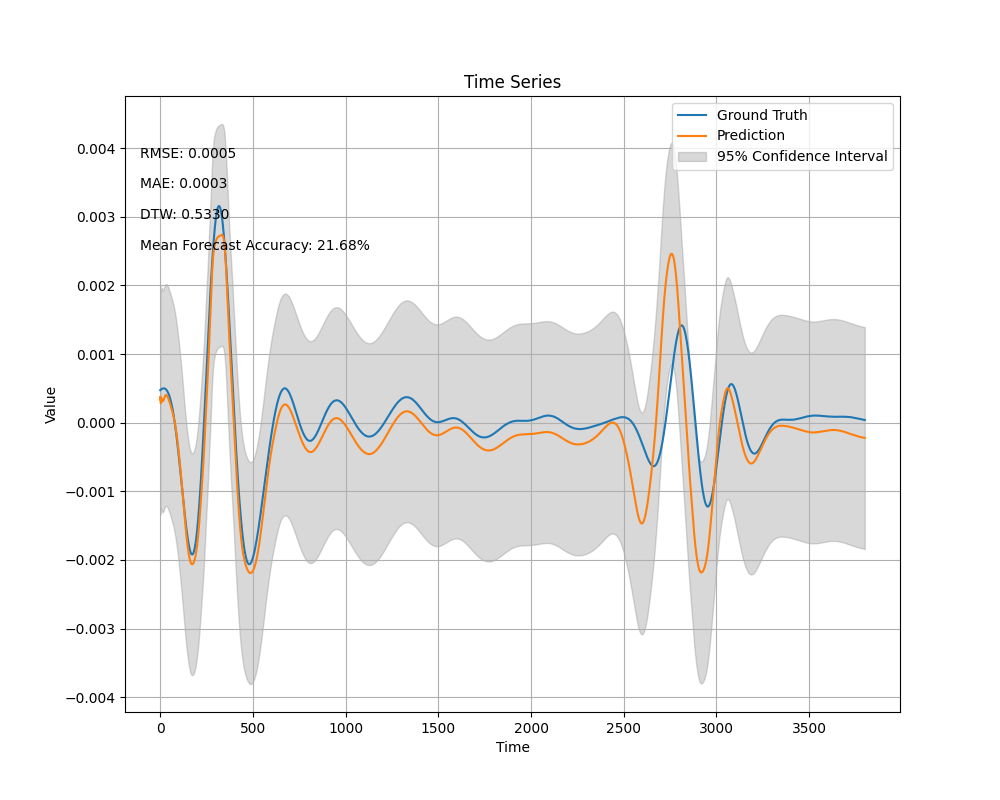 Time Series
Ground Truth
Prediction
95% Confidence Interval
RMSE: 0.0005
MAE: 0.0003
DTW: 0.5330
Mean Forecast Accuracy: 21.68%
Value
0.004
0.003
0.002
0.001
0.000
−0.001
−0.002
−0.003
−0.004
0 500 1000 1500 2000 2500 3000 3500
Time